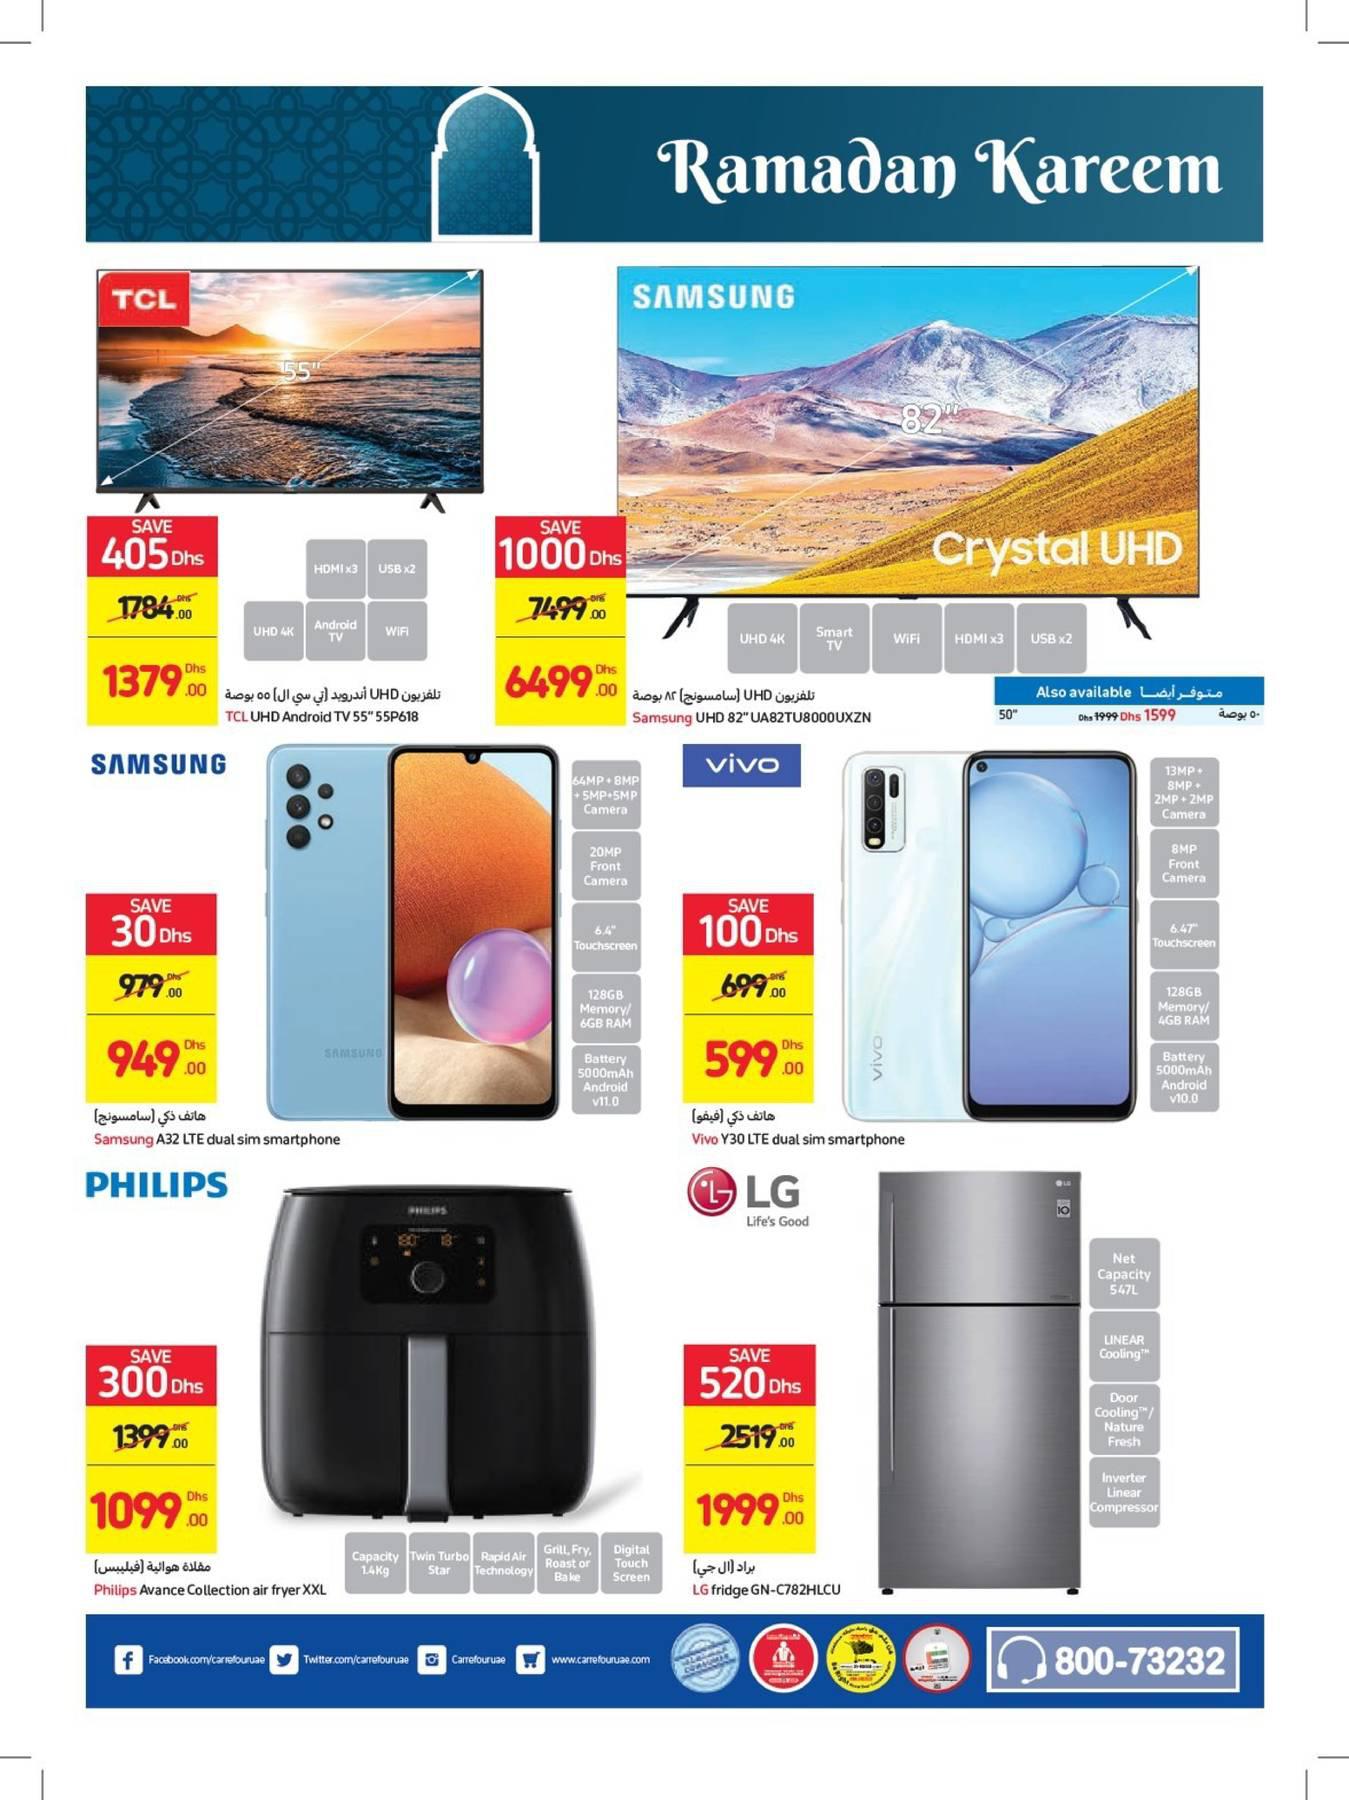 Ramadan Kareem
TCL
55"
SAVE
405 Dhs
1784.00 Dhs
1379.00 Dhs
HDMI x3
USB x2
UHD 4K
Android
TV
WiFi
تلفزيون UHD أندرويد (تي سي ال) ٥٥ بوصة
TCL UHD Android TV 55" 55P618
SAMSUNG
82"
Crystal UHD
SAVE
1000 Dhs
7499.00 Dhs
6499.00 Dhs
UHD 4K
Smart
TV
WiFi
HDMI x3
USB x2
تلفزيون UHD (سامسونج) ٨٢ بوصة
Samsung UHD 82" UA82TU8000UXZN
Also available متوفر أيضا
50" Dhs 1999 Dhs 1599 ٥٠ بوصة
SAMSUNG
SAMSUNG
64MP + 8MP
+ 5MP+5MP
Camera
20MP
Front
Camera
6.4"
Touchscreen
128GB
Memory/
6GB RAM
Battery
5000mAh
Android
v11.0
SAVE
30 Dhs
979.00 Dhs
949.00 Dhs
هاتف ذكي (سامسونج)
Samsung A32 LTE dual sim smartphone
vivo
vivo
13MP +
8MP +
2MP + 2MP
Camera
8MP
Front
Camera
6.47"
Touchscreen
128GB
Memory/
4GB RAM
Battery
5000mAh
Android
v10.0
SAVE
100 Dhs
699.00 Dhs
599.00 Dhs
هاتف ذكي (فيفو)
Vivo Y30 LTE dual sim smartphone
PHILIPS
PHILIPS
180 18
SAVE
300 Dhs
1399.00 Dhs
1099.00 Dhs
Capacity
1.4Kg
Twin Turbo
Star
Rapid Air
Technology
Grill, Fry,
Roast or
Bake
Digital
Touch
Screen
مقلاة هوائية (فيليبس)
Philips Avance Collection air fryer XXL
LG
Life's Good
LG
10
Net
Capacity
547L
LINEAR
Cooling™
Door
Cooling™/
Nature
Fresh
Inverter
Linear
Compressor
SAVE
520 Dhs
2519.00 Dhs
1999.00 Dhs
براد (ال جي)
LG fridge GN-C782HLCU
Facebook.com/carrefouruae
Twitter.com/carrefouruae
Carrefouruae
www.carrefouruae.com
800-73232